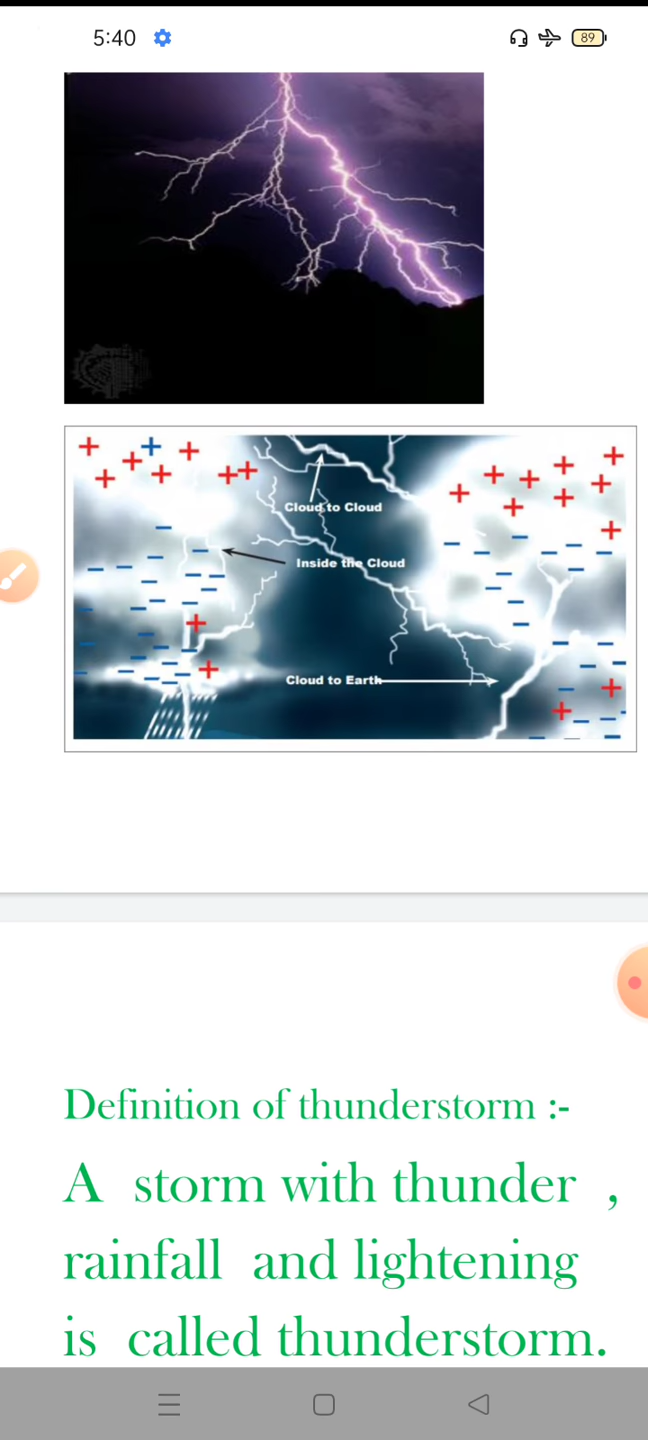 5:40
89
Cloud to Cloud
Inside the Cloud
Cloud to Earth
Definition of thunderstorm :-
A storm with thunder ,
rainfall and lightening
is called thunderstorm.